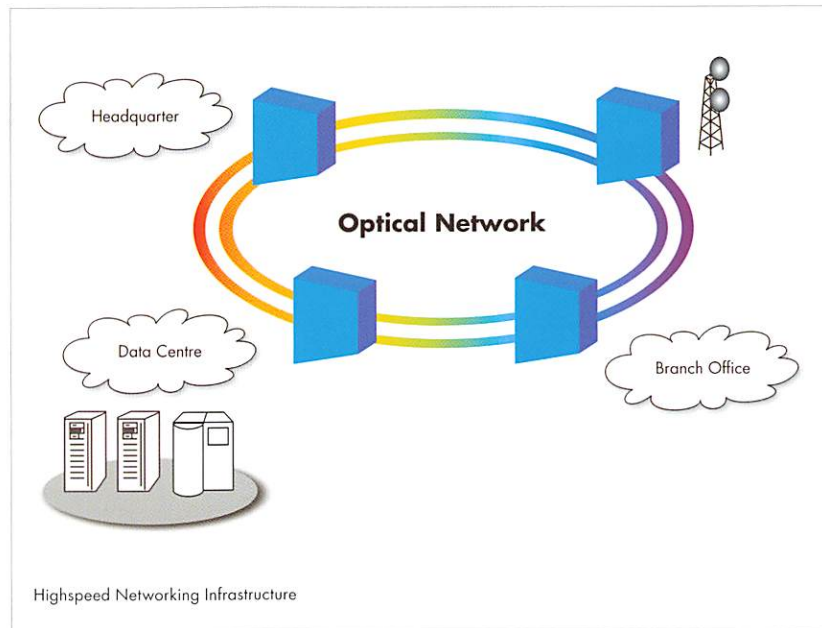 Headquarter
Optical Network
Data Centre
Branch Office
Highspeed Networking Infrastructure